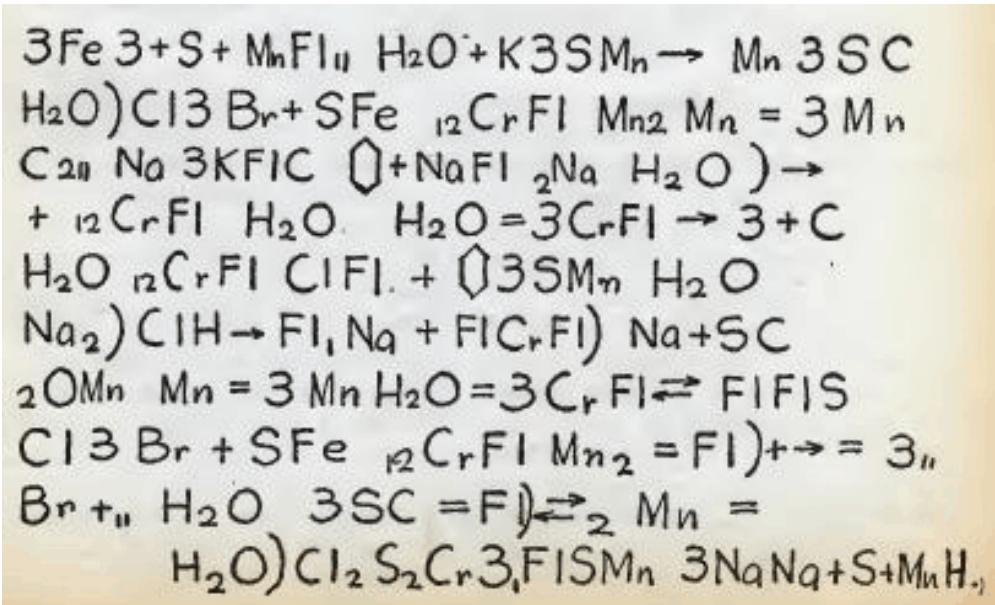 3Fe 3+S+ MnFl₁₁ H₂O+K3SMn→ Mn 3SC
H₂O)Cl3 Br+SFe ₁₂CrFl Mn2 Mn = 3Mn
C₂₁₁ Na 3KFlC ⬯+NaFl ₂Na H₂O)→
+ ₁₂CrFl H₂O. H₂O=3CrFl → 3+C
H₂O ₁₂CrFl ClFl. + ⬯3SMn H₂O
Na₂)ClH→Fl, Na + FlCrFl) Na+SC
₂OMn Mn = 3 Mn H₂O=3CrFl⇄ FlFlS
Cl3 Br + SFe ₁₂CrFl Mn₂ = Fl)+→ = 3₁₁
Br +₁₁ H₂O 3SC =Fl)⇄₂ Mn =
H₂O)Cl₂ S₂Cr3,FlSMn 3NaNa+S+MnH.,